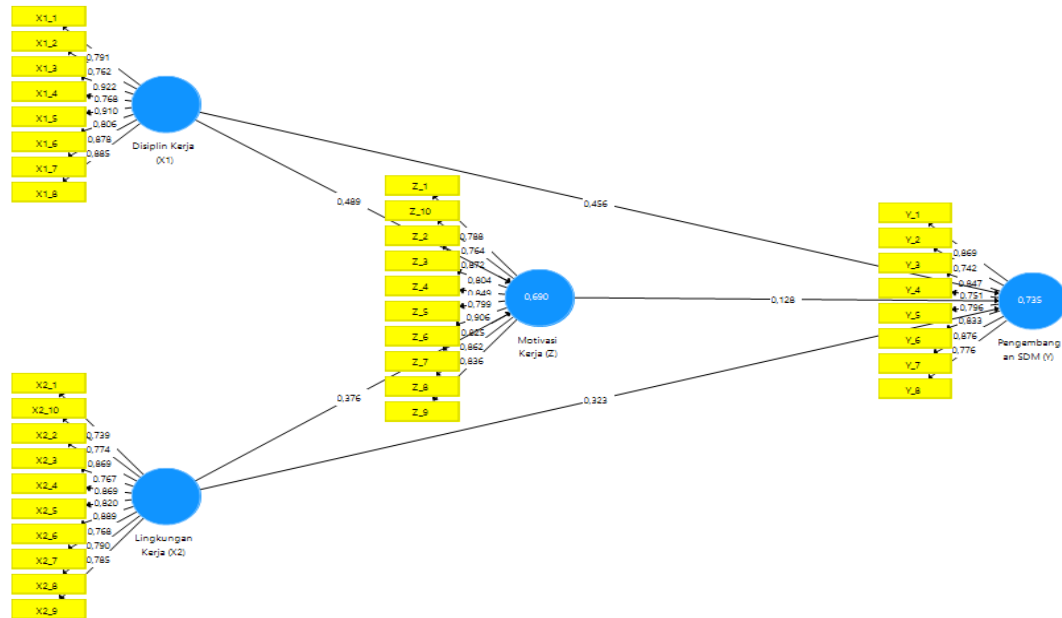 X1_1
X1_2
X1_3
X1_4
X1_5
X1_6
X1_7
X1_8
0,791
0,762
0,922
0,768
0,910
0,806
0,878
0,885
Disiplin Kerja
(X1)
0,489
0,456
Z_1
Z_10
Z_2
Z_3
Z_4
Z_5
Z_6
Z_7
Z_8
Z_9
0,788
0,764
0,872
0,804
0,849
0,799
0,906
0,825
0,862
0,836
0,690
Motivasi
Kerja (Z)
0,128
Y_1
Y_2
Y_3
Y_4
Y_5
Y_6
Y_7
Y_8
0,869
0,742
0,847
0,751
0,796
0,833
0,876
0,776
0,735
Pengembang
an SDM (Y)
0,376
0,323
X2_1
X2_10
X2_2
X2_3
X2_4
X2_5
X2_6
X2_7
X2_8
X2_9
0,739
0,774
0,869
0,767
0,869
0,820
0,889
0,768
0,790
0,785
Lingkungan
Kerja (X2)